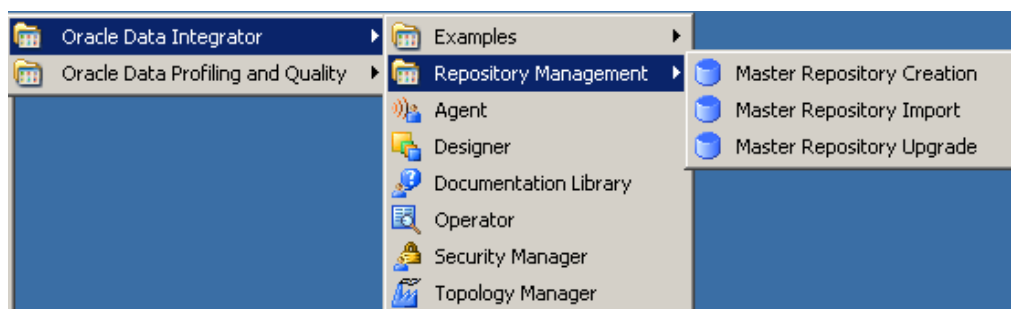 Oracle Data Integrator
Oracle Data Profiling and Quality
Examples
Repository Management
Agent
Designer
Documentation Library
Operator
Security Manager
Topology Manager
Master Repository Creation
Master Repository Import
Master Repository Upgrade